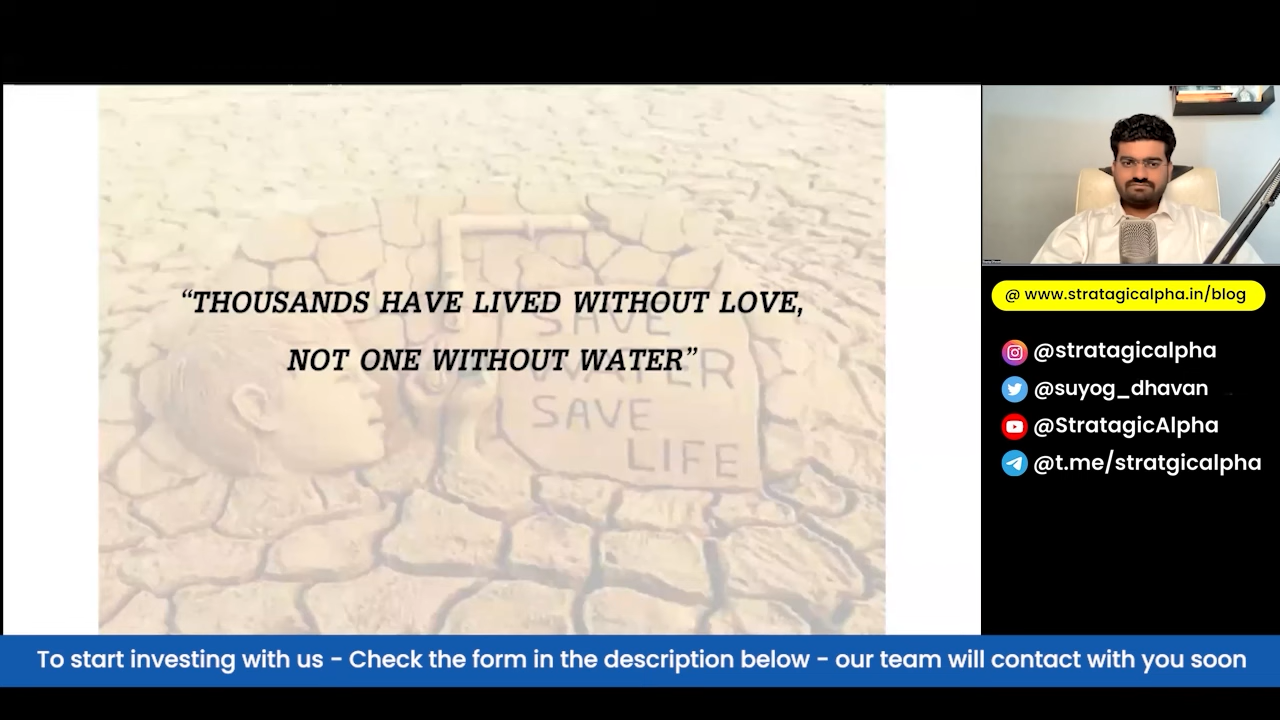 “THOUSANDS HAVE LIVED WITHOUT LOVE,
NOT ONE WITHOUT WATER”
SAVE
WATER
SAVE
LIFE
@ www.stratagicalpha.in/blog
@stratagicalpha
@suyog_dhavan
@StratagicAlpha
@t.me/stratgicalpha
To start investing with us - Check the form in the description below - our team will contact with you soon